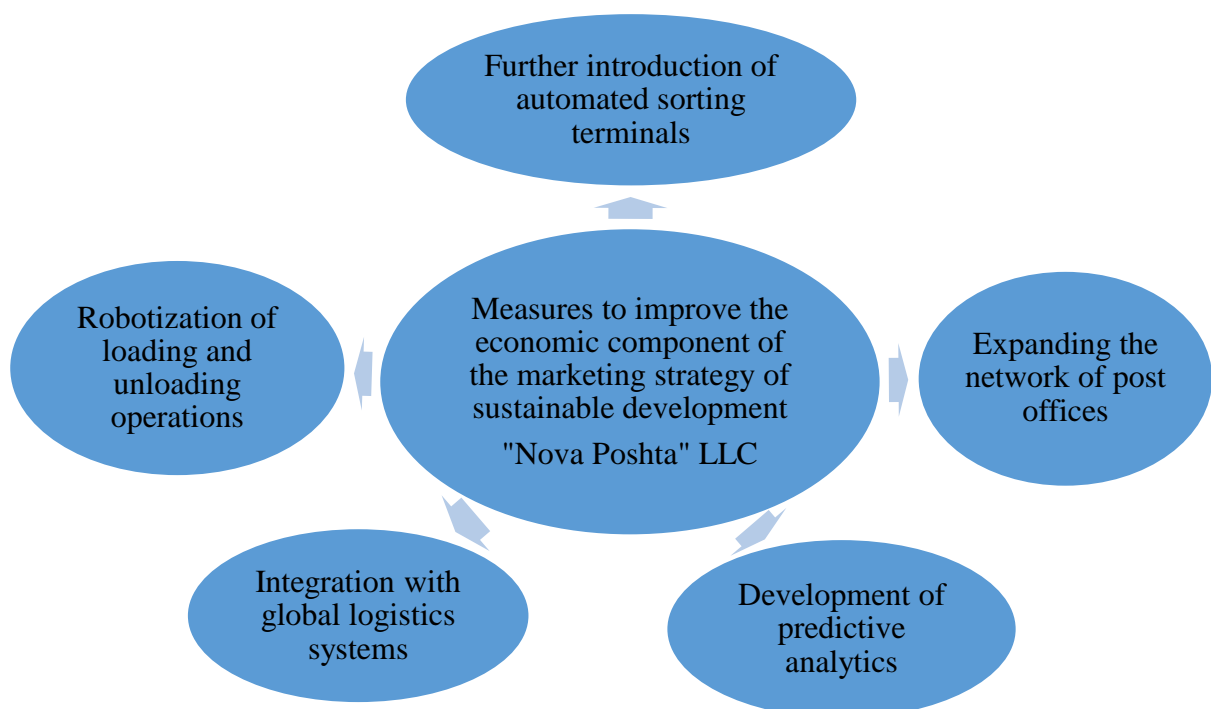 Further introduction of
automated sorting
terminals
Robotization of
loading and
unloading
operations
Measures to improve the
economic component of
the marketing strategy of
sustainable development
"Nova Poshta" LLC
Expanding the
network of post
offices
Integration with
global logistics
systems
Development of
predictive
analytics